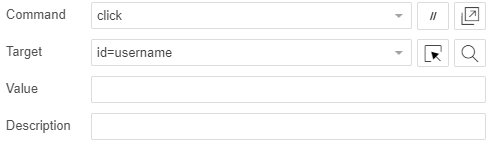 Command click //
Target id=username
Value
Description